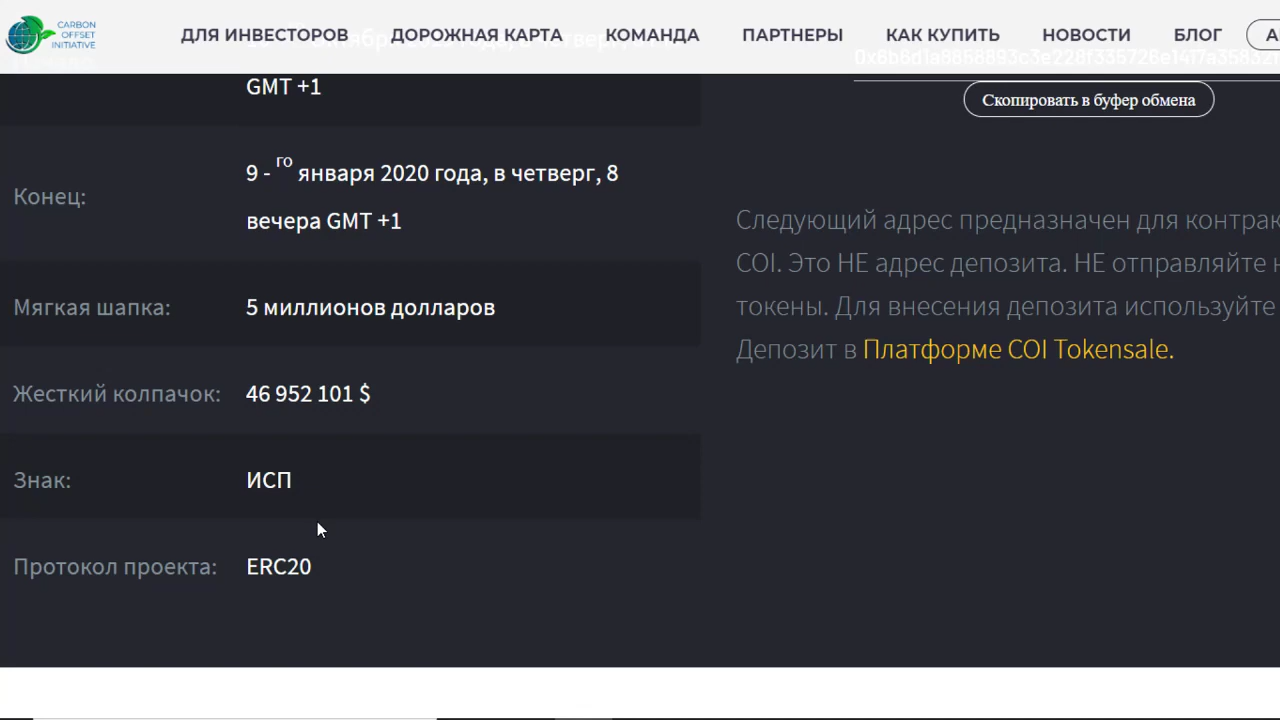 CARBON
OFFSET
INITIATIVE
ДЛЯ ИНВЕСТОРОВ ДОРОЖНАЯ КАРТА КОМАНДА ПАРТНЕРЫ КАК КУПИТЬ НОВОСТИ БЛОГ
GMT +1
Скопировать в буфер обмена
Конец:
9 - го января 2020 года, в четверг, 8
вечера GMT +1
Мягкая шапка: 5 миллионов долларов
Жесткий колпачок: 46 952 101 $
Знак: ИСП
Протокол проекта: ERC20
Следующий адрес предназначен для контрак
COI. Это НЕ адрес депозита. НЕ отправляйте
токены. Для внесения депозита используйте
Депозит в Платформе COI Tokensale.